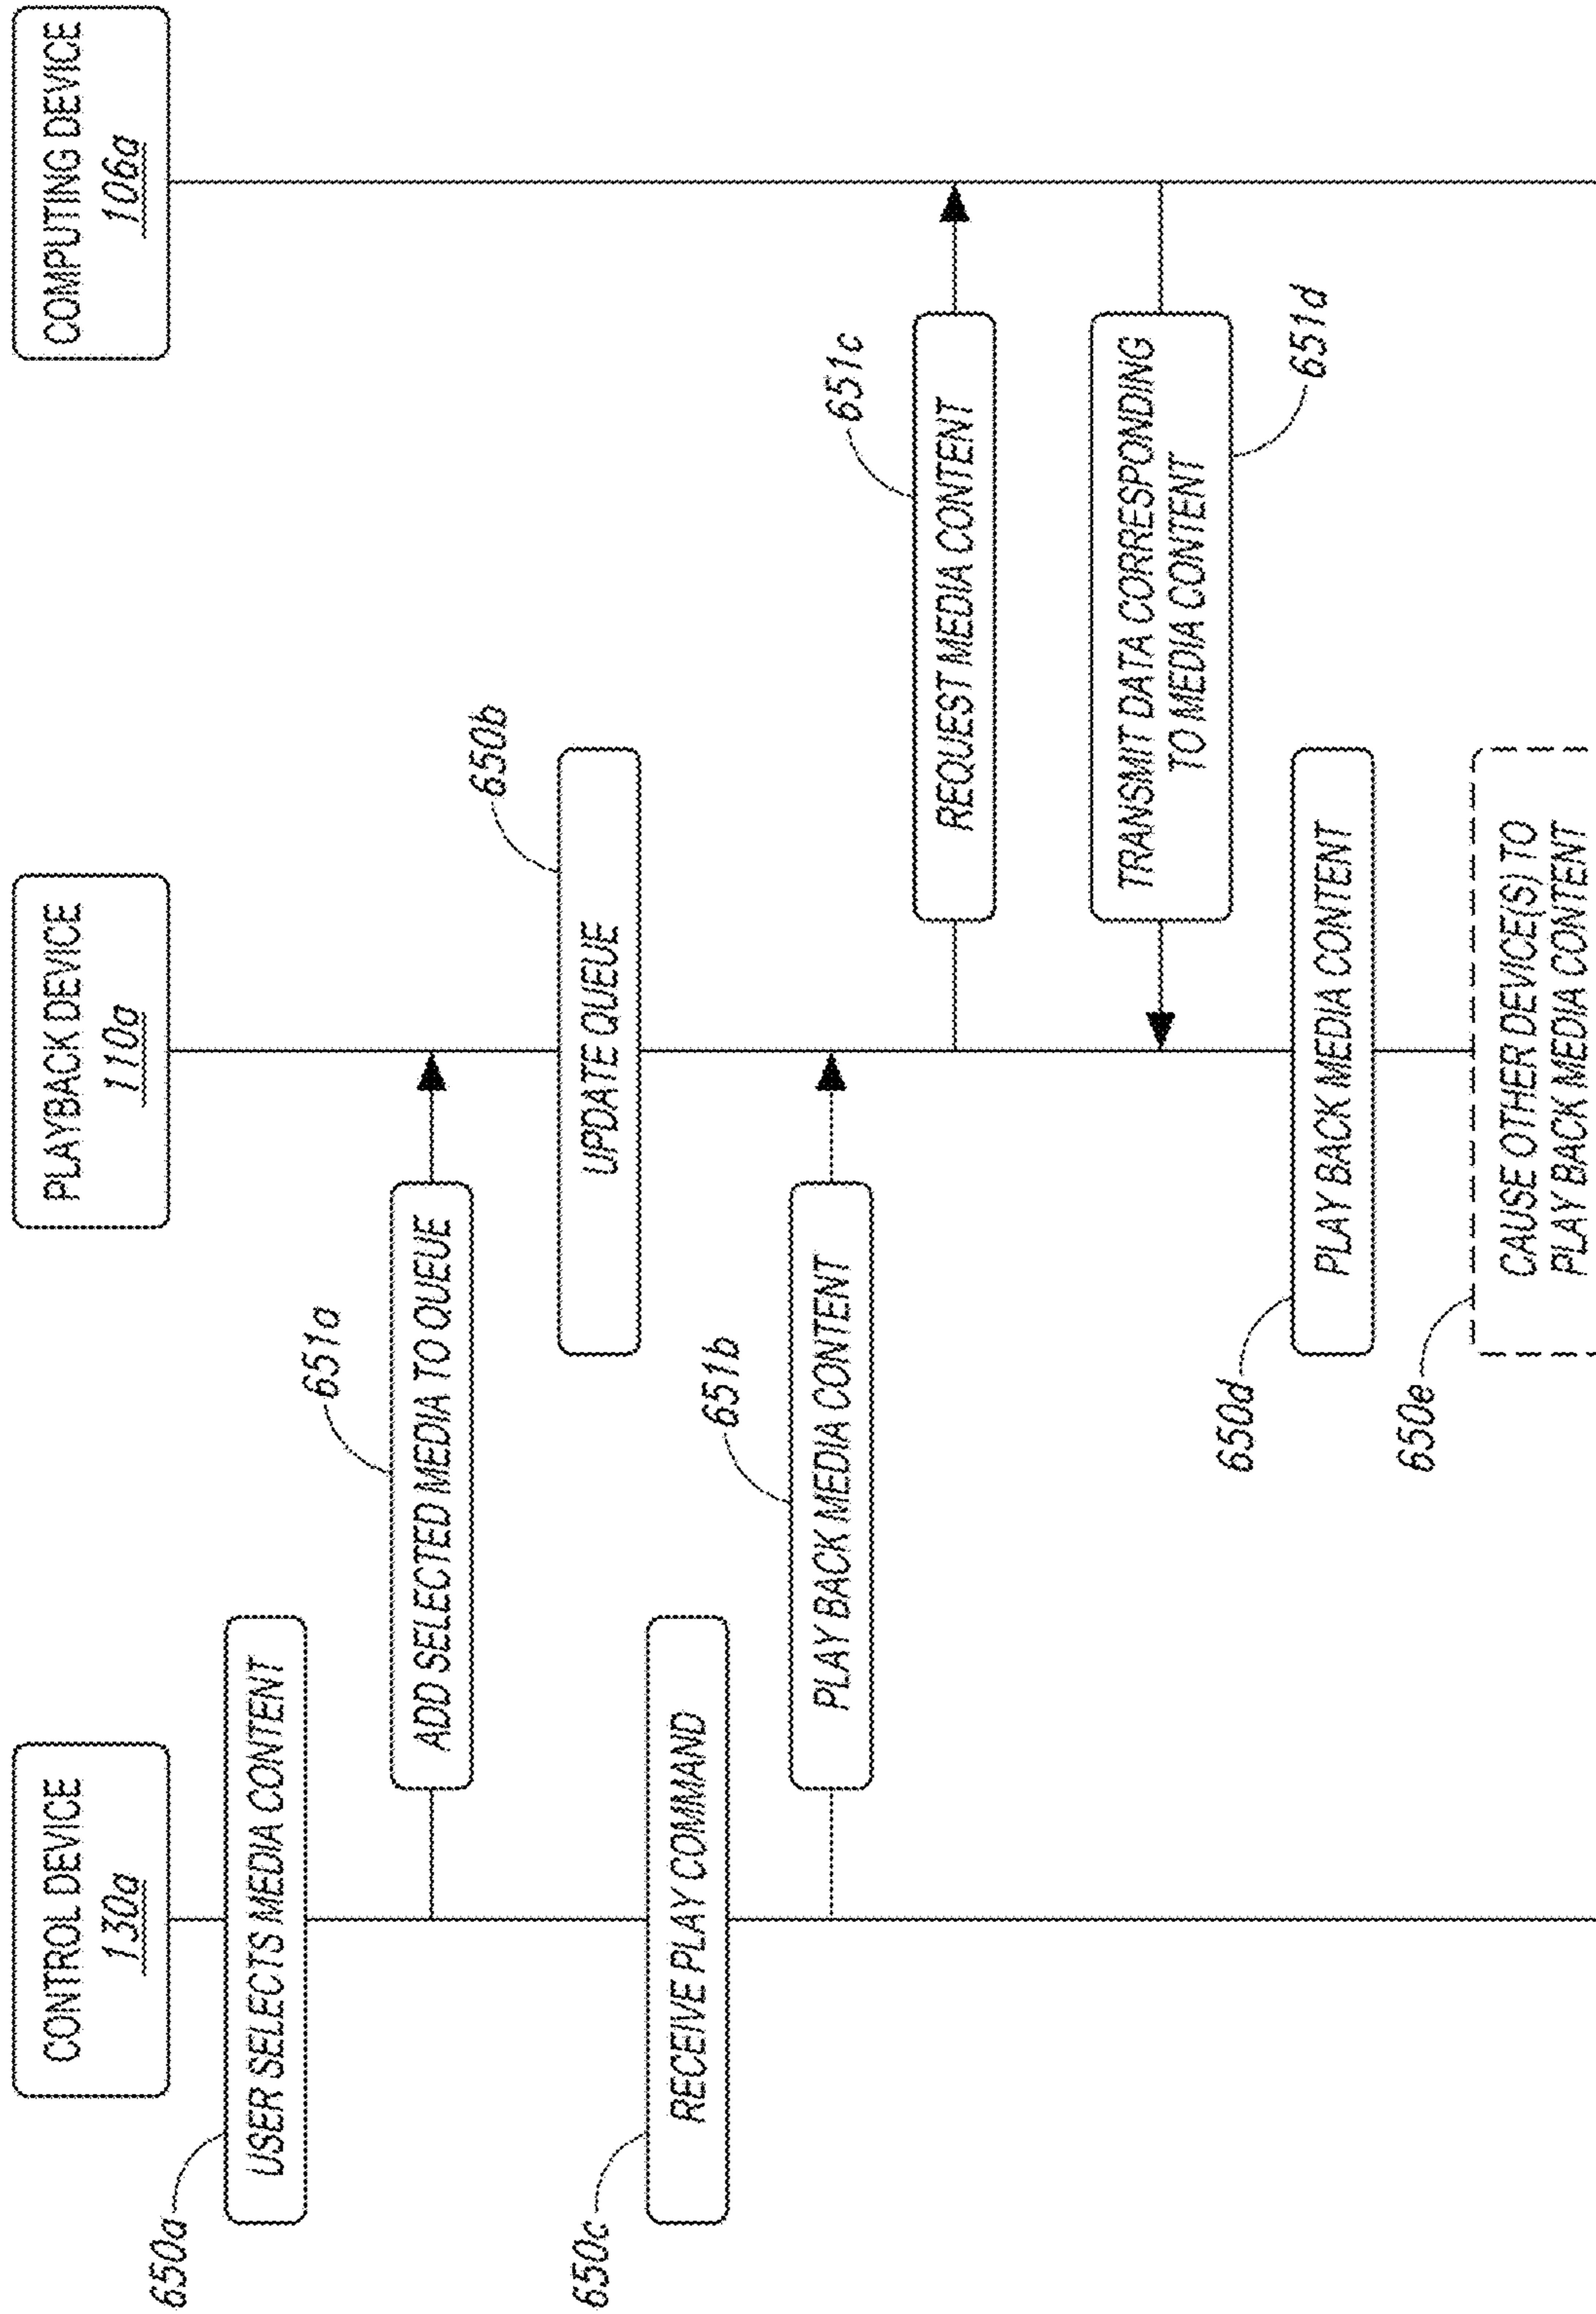 CONTROL DEVICE
130a
PLAYBACK DEVICE
110a
COMPUTING DEVICE
106a
650a
USER SELECTS MEDIA CONTENT
651a
ADD SELECTED MEDIA TO QUEUE
650b
UPDATE QUEUE
650c
RECEIVE PLAY COMMAND
651b
PLAY BACK MEDIA CONTENT
651c
REQUEST MEDIA CONTENT
TRANSMIT DATA CORRESPONDING
TO MEDIA CONTENT
651d
650d
PLAY BACK MEDIA CONTENT
650e
CAUSE OTHER DEVICE(S) TO
PLAY BACK MEDIA CONTENT